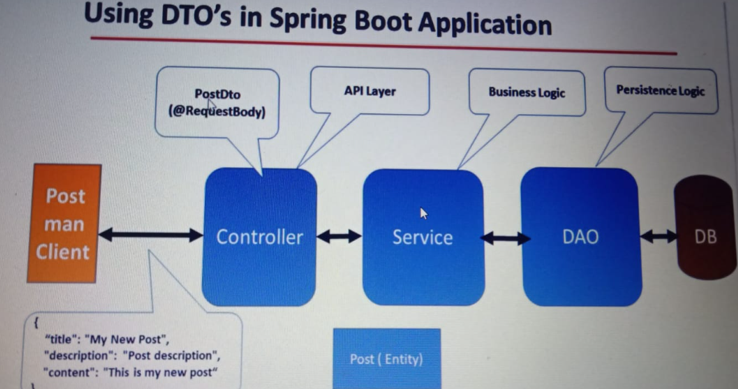 Using DTO's in Spring Boot Application
PostDto
(@RequestBody)
API Layer
Business Logic
Persistence Logic
Post
man
Client
Controller
Service
DAO
DB
{
"title": "My New Post",
"description": "Post description",
"content": "This is my new post"
}
Post ( Entity)